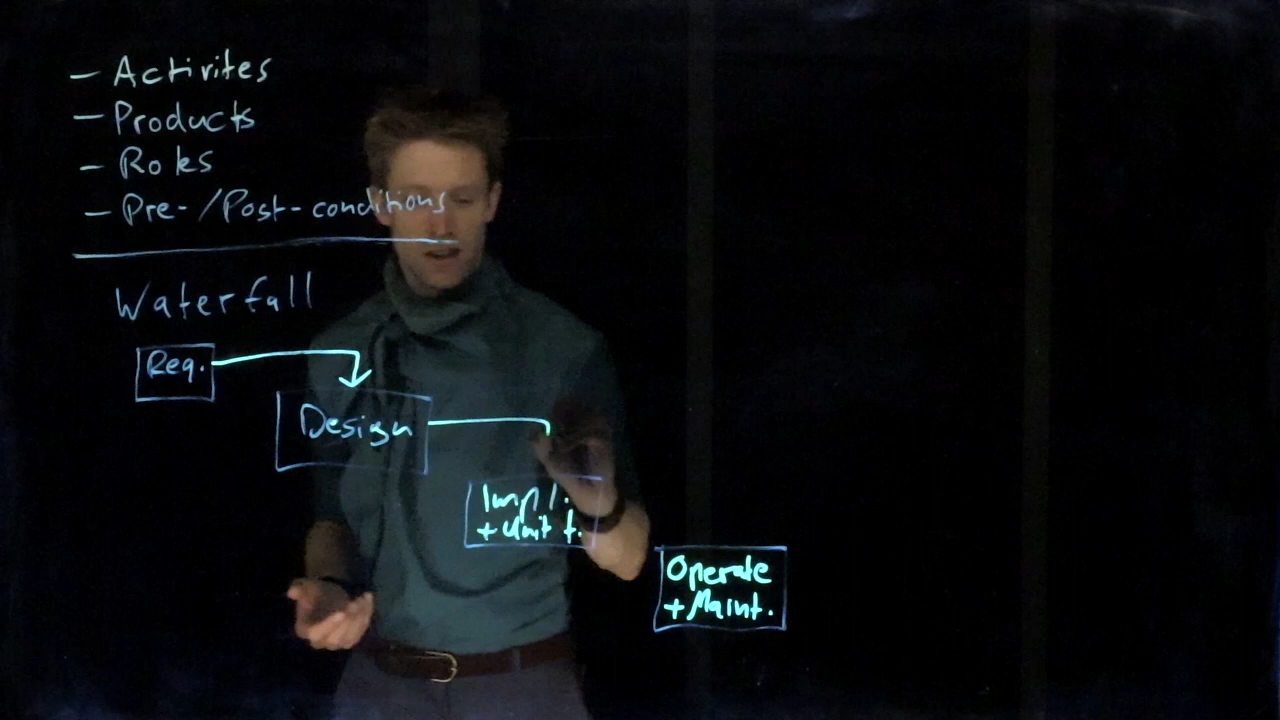 - Activites
- Products
- Roles
- Pre-/Post-conditions
Waterfall
Req.
Design
Impl.
+ Unit t.
Operate
+ Maint.